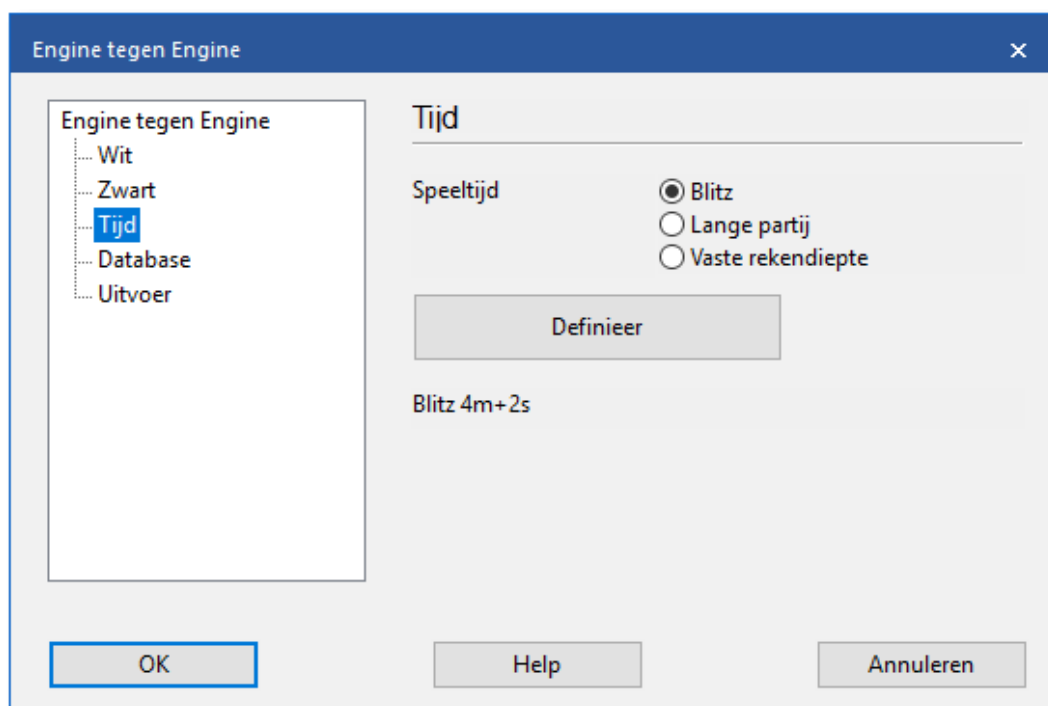 Engine tegen Engine
Engine tegen Engine
Wit
Zwart
Tijd
Database
Uitvoer
Tijd
Speeltijd
Blitz
Lange partij
Vaste rekendiepte
Definieer
Blitz 4m+2s
OK
Help
Annuleren